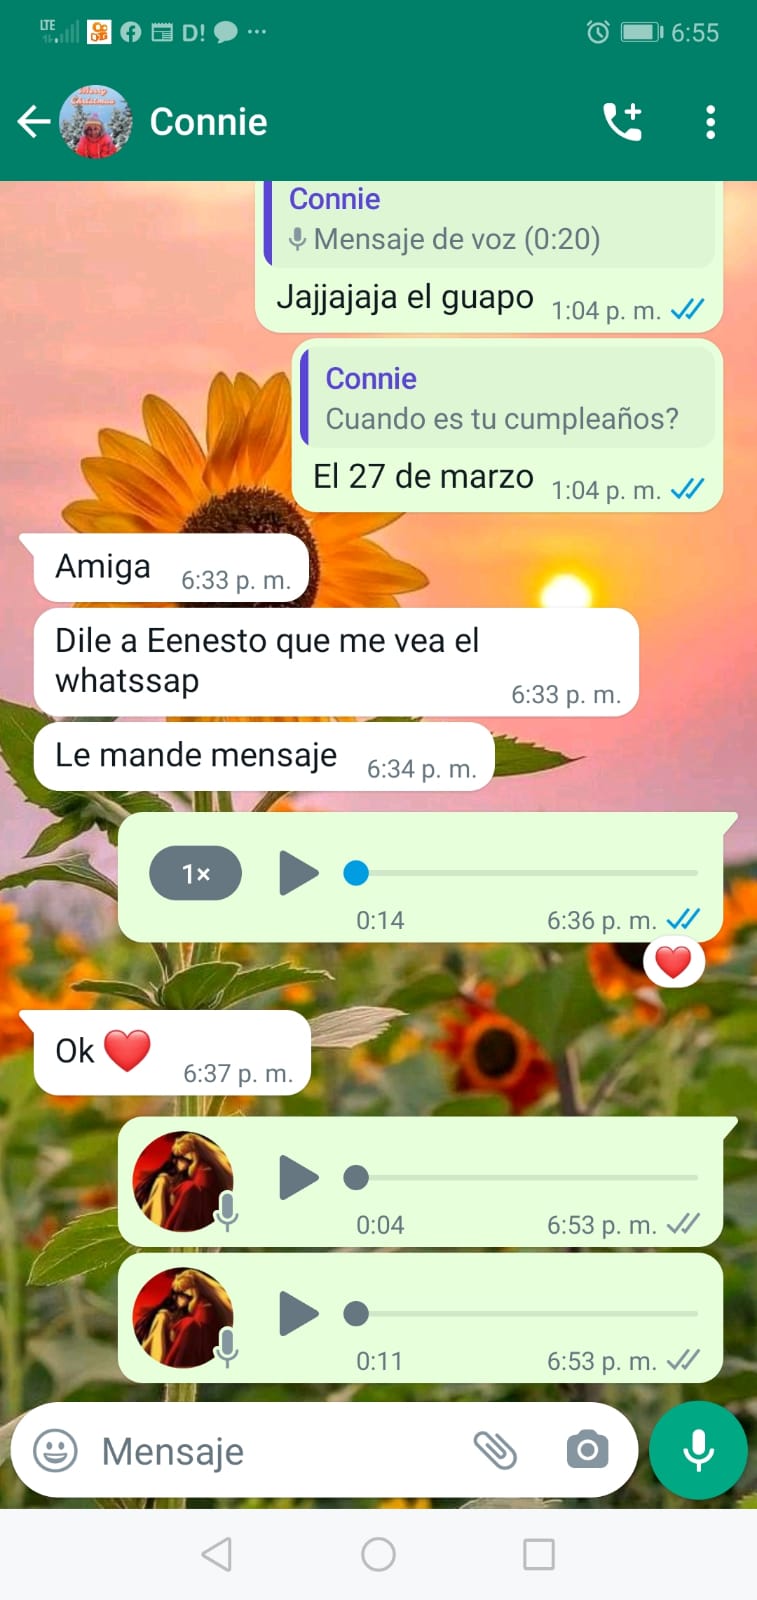 LTE
D!
6:55
Merry
Christmas
Connie
Connie
Mensaje de voz (0:20)
Jajjajaja el guapo 1:04 p. m.
Connie
Cuando es tu cumpleaños?
El 27 de marzo 1:04 p. m.
Amiga 6:33 p. m.
Dile a Eenesto que me vea el
whatssap 6:33 p. m.
Le mande mensaje 6:34 p. m.
1×
0:14 6:36 p. m.
Ok ❤️ 6:37 p. m.
0:04 6:53 p. m.
0:11 6:53 p. m.
Mensaje